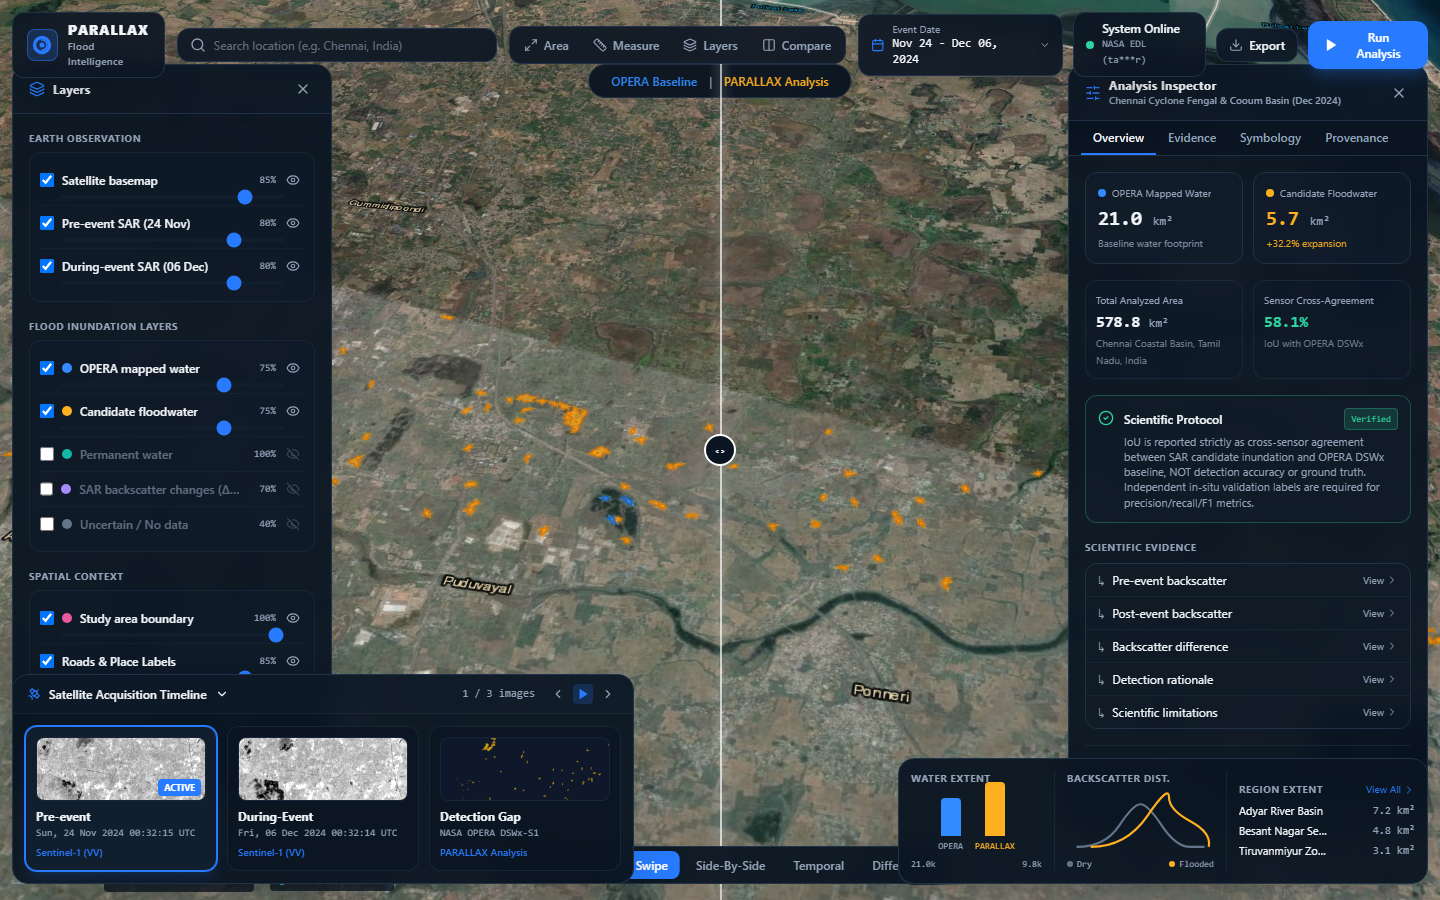 PARALLAX
Flood
Intelligence
Search location (e.g. Chennai, India)
Area
Measure
Layers
Compare
Event Date
Nov 24 - Dec 06,
2024
System Online
NASA EDL
(ta***r)
Export
Run
Analysis
OPERA Baseline | PARALLAX Analysis
Layers
EARTH OBSERVATION
Satellite basemap 85%
Pre-event SAR (24 Nov) 80%
During-event SAR (06 Dec) 80%
FLOOD INUNDATION LAYERS
OPERA mapped water 75%
Candidate floodwater 75%
Permanent water 100%
SAR backscatter changes (Δ... 70%
Uncertain / No data 40%
SPATIAL CONTEXT
Study area boundary 100%
Roads & Place Labels 85%
Gummidipoondi
Puduvayal
Ponneri
Analysis Inspector
Chennai Cyclone Fengal & Cooum Basin (Dec 2024)
Overview Evidence Symbology Provenance
OPERA Mapped Water
21.0 km²
Baseline water footprint
Candidate Floodwater
5.7 km²
+32.2% expansion
Total Analyzed Area
578.8 km²
Chennai Coastal Basin, Tamil
Nadu, India
Sensor Cross-Agreement
58.1%
IoU with OPERA DSWx
Scientific Protocol
Verified
IoU is reported strictly as cross-sensor agreement
between SAR candidate inundation and OPERA DSWx
baseline, NOT detection accuracy or ground truth.
Independent in-situ validation labels are required for
precision/recall/F1 metrics.
SCIENTIFIC EVIDENCE
↳ Pre-event backscatter View
↳ Post-event backscatter View
↳ Backscatter difference View
↳ Detection rationale View
↳ Scientific limitations View
Satellite Acquisition Timeline
1 / 3 images
ACTIVE
Pre-event
Sun, 24 Nov 2024 00:32:15 UTC
Sentinel-1 (VV)
During-Event
Fri, 06 Dec 2024 00:32:14 UTC
Sentinel-1 (VV)
Detection Gap
NASA OPERA DSWx-S1
PARALLAX Analysis
Swipe Side-By-Side Temporal Diffe
WATER EXTENT
OPERA PARALLAX
21.0k 9.8k
BACKSCATTER DIST.
Dry Flooded
REGION EXTENT View All
Adyar River Basin 7.2 km²
Besant Nagar Se... 4.8 km²
Tiruvanmiyur Zo... 3.1 km²